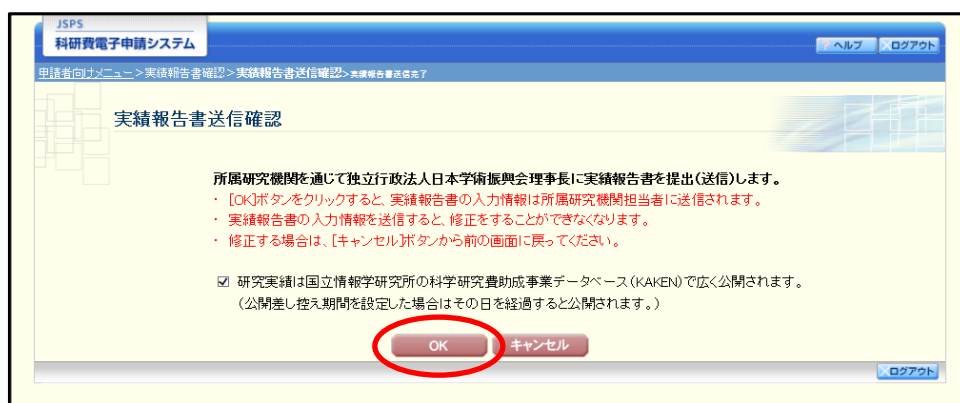 JSPS
科研費電子申請システム
? ヘルプ
ログアウト
申請者向けメニュー>実績報告書確認>実績報告書送信確認>実績報告書送信完了
実績報告書送信確認
所属研究機関を通じて独立行政法人日本学術振興会理事長に実績報告書を提出(送信)します。
・ [OK]ボタンをクリックすると、実績報告書の入力情報は所属研究機関担当者に送信されます。
・ 実績報告書の入力情報を送信すると、修正をすることができなくなります。
・ 修正する場合は、[キャンセル]ボタンから前の画面に戻ってください。
研究実績は国立情報学研究所の科学研究費助成事業データベース(KAKEN)で広く公開されます。
(公開差し控え期間を設定した場合はその日を経過すると公開されます。)
OK
キャンセル
ログアウト